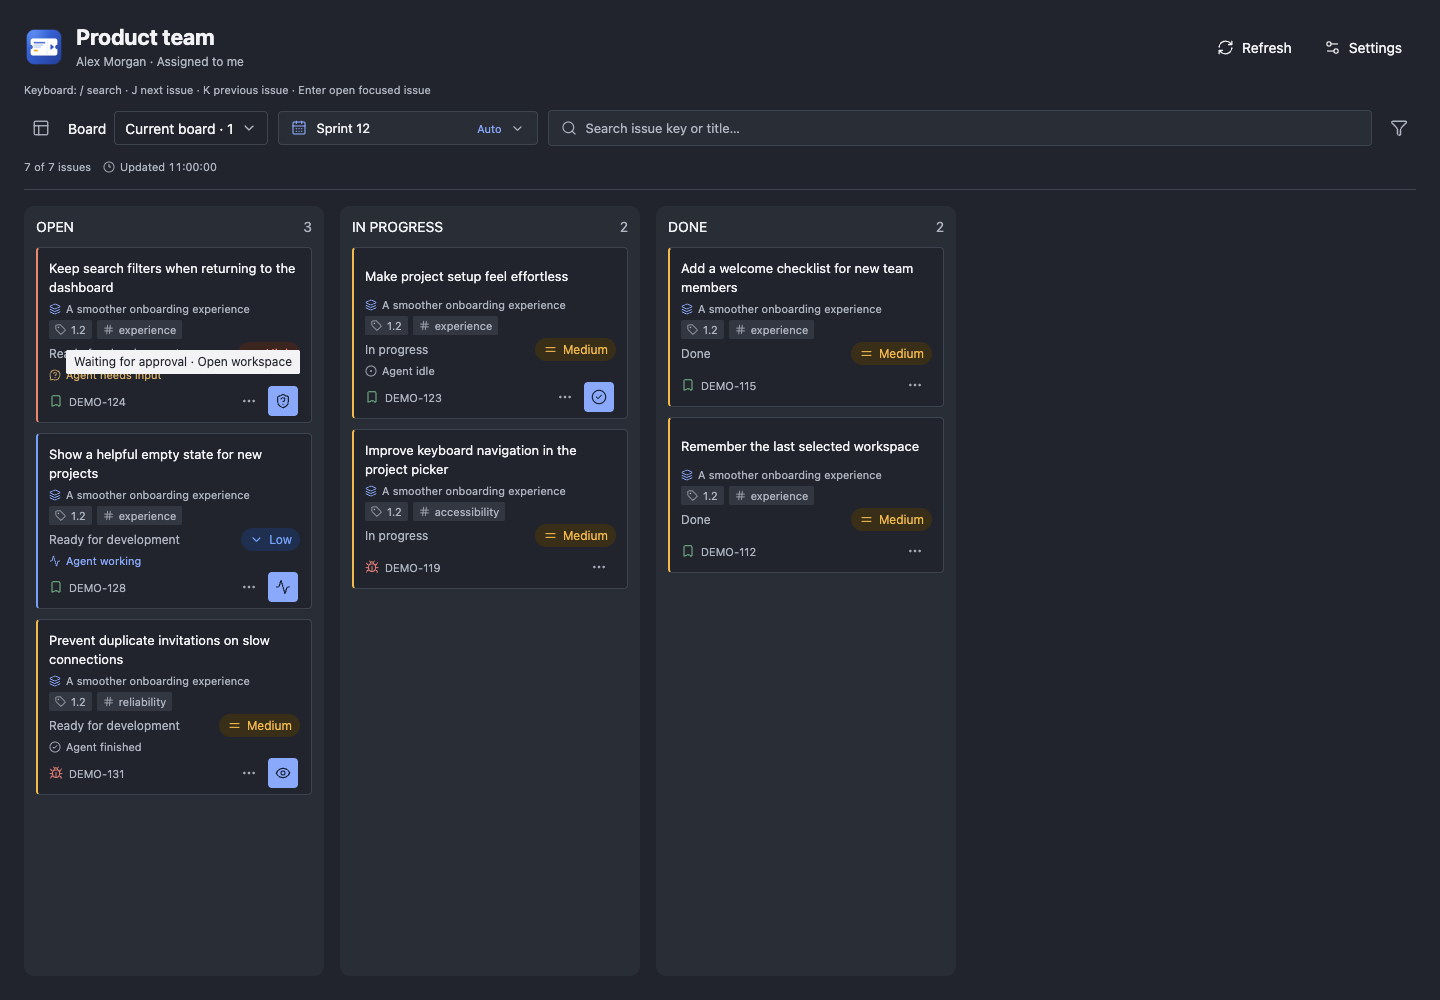 Product team
Alex Morgan · Assigned to me
Refresh
Settings
Keyboard: / search · J next issue · K previous issue · Enter open focused issue
Board
Current board · 1
Sprint 12
Auto
Search issue key or title...
7 of 7 issues
Updated 11:00:00
OPEN
3
Keep search filters when returning to the
dashboard
A smoother onboarding experience
1.2
# experience
Waiting for approval · Open workspace
Agent needs input
DEMO-124
Show a helpful empty state for new
projects
A smoother onboarding experience
1.2
# experience
Ready for development
Low
Agent working
DEMO-128
Prevent duplicate invitations on slow
connections
A smoother onboarding experience
1.2
# reliability
Ready for development
Medium
Agent finished
DEMO-131
IN PROGRESS
2
Make project setup feel effortless
A smoother onboarding experience
1.2
# experience
In progress
Medium
Agent idle
DEMO-123
Improve keyboard navigation in the
project picker
A smoother onboarding experience
1.2
# accessibility
In progress
Medium
DEMO-119
DONE
2
Add a welcome checklist for new team
members
A smoother onboarding experience
1.2
# experience
Done
Medium
DEMO-115
Remember the last selected workspace
A smoother onboarding experience
1.2
# experience
Done
Medium
DEMO-112